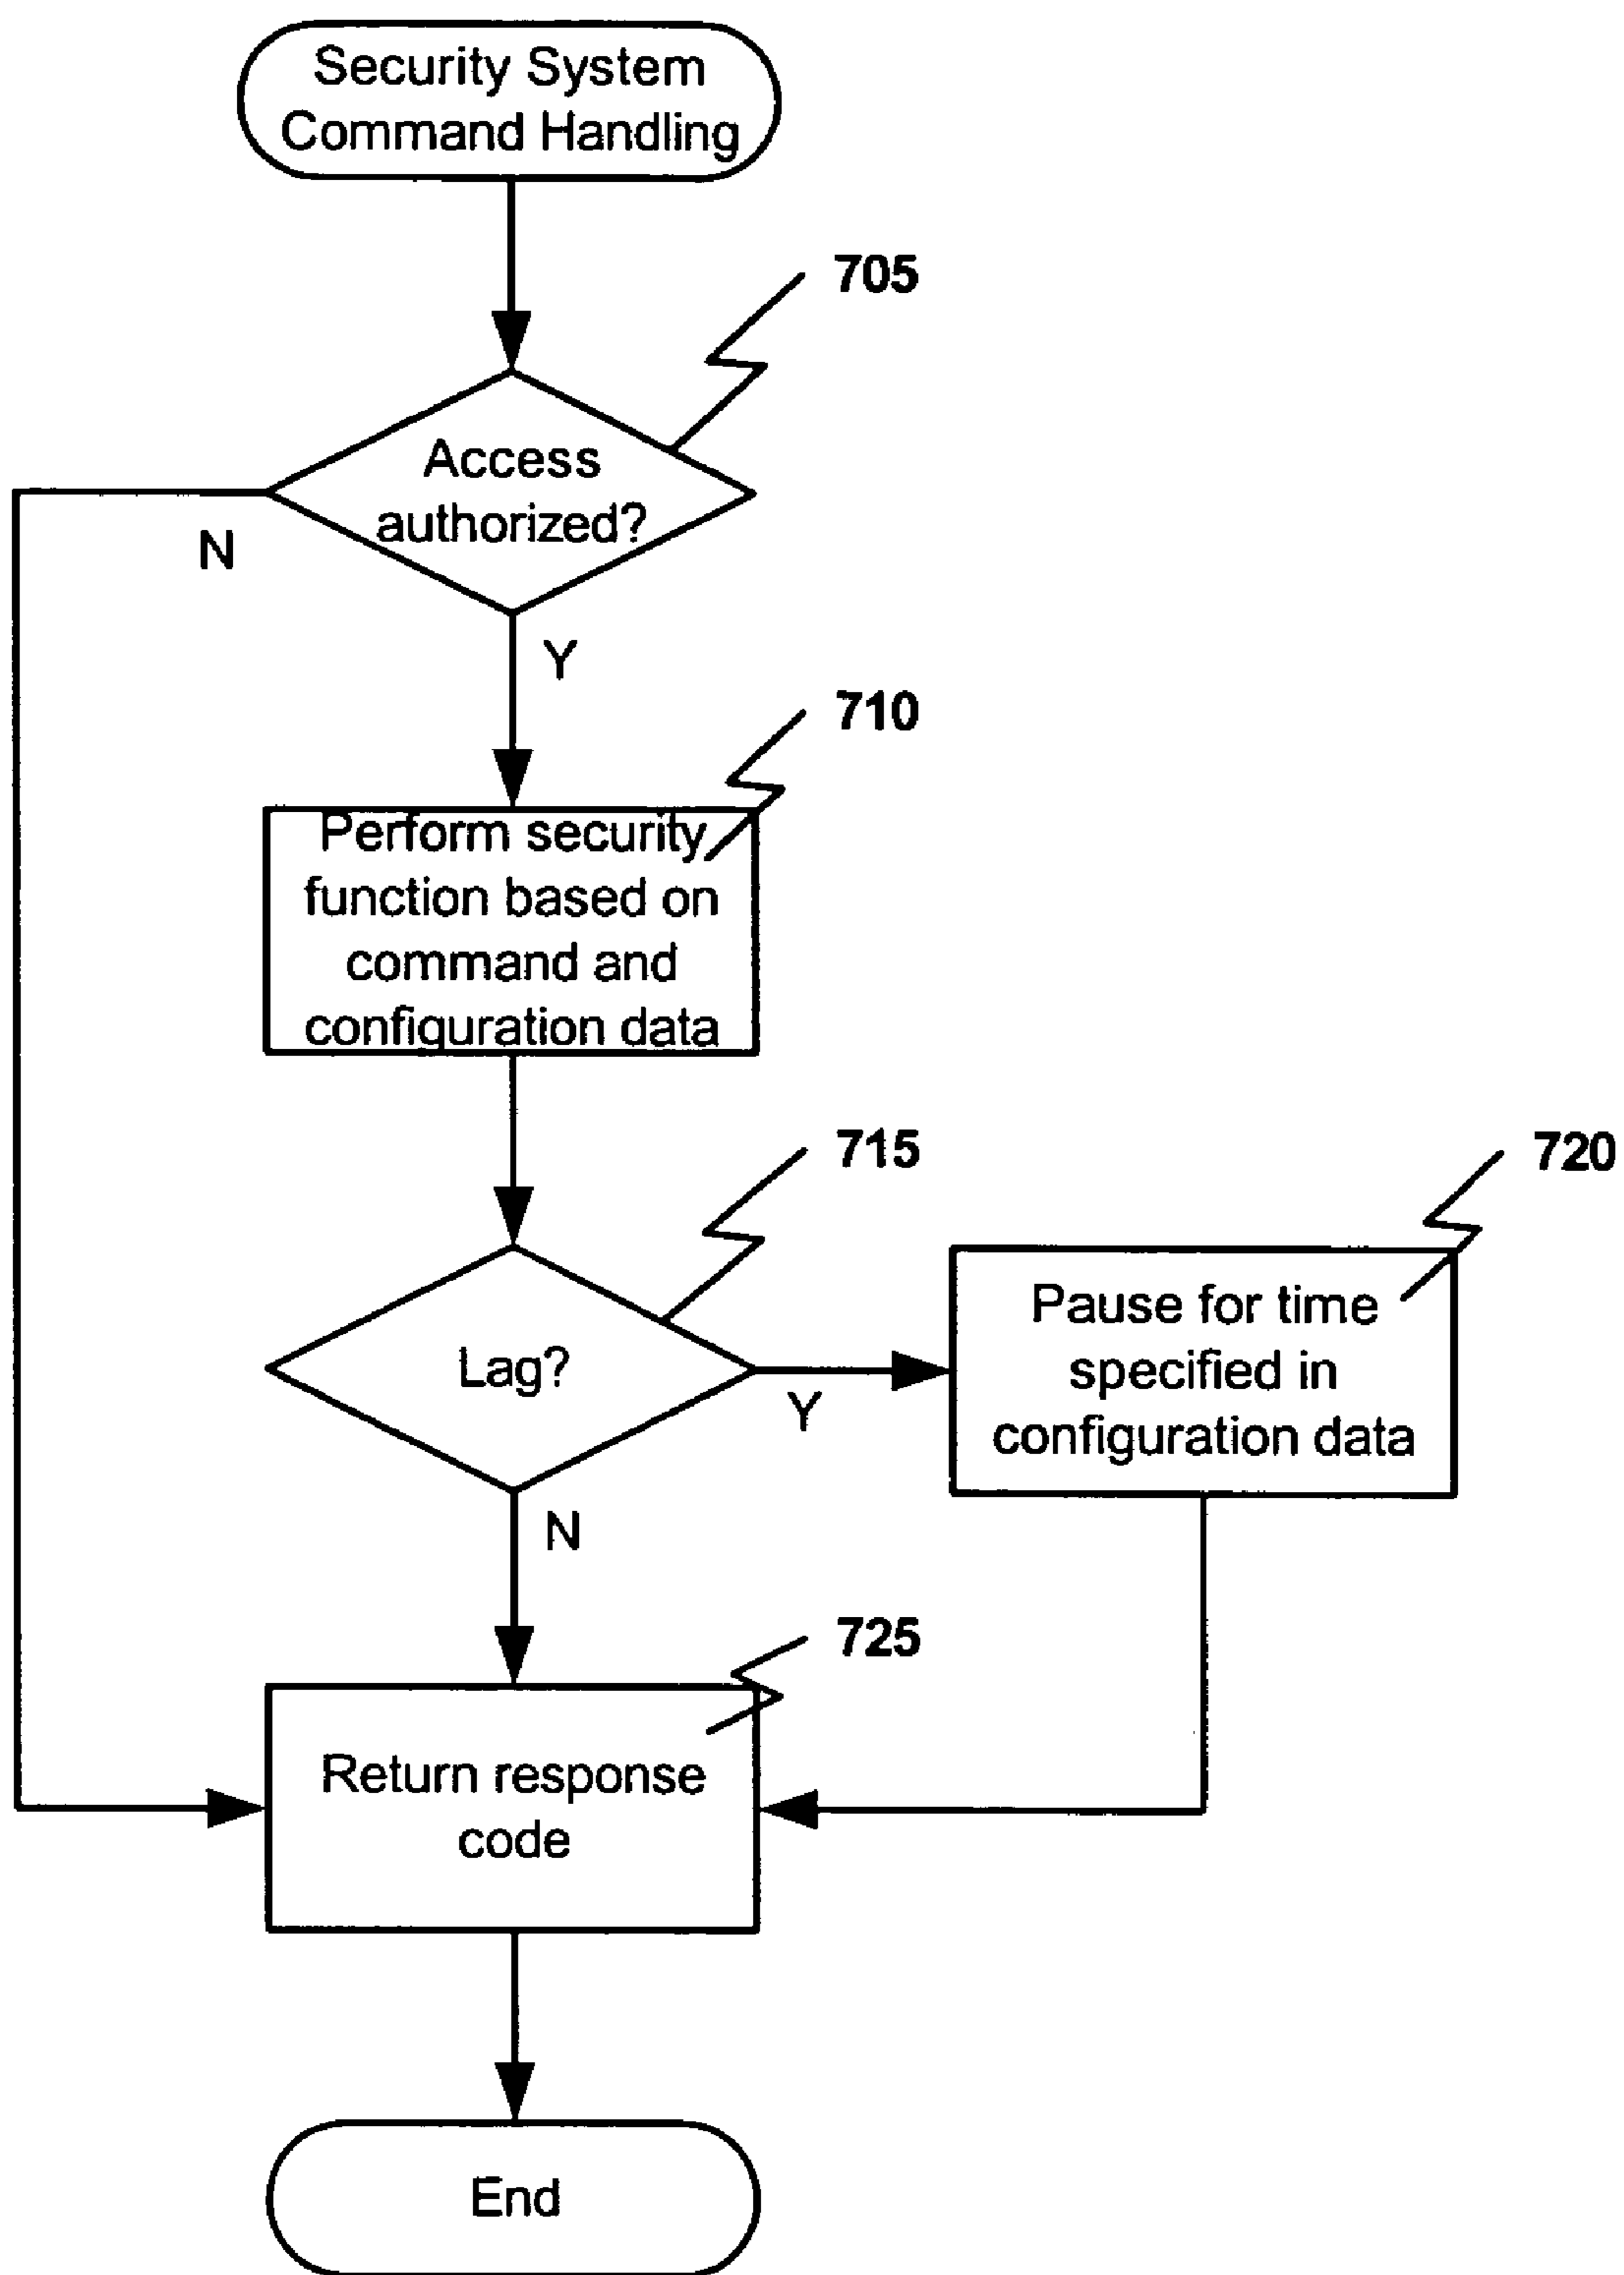 Security System
Command Handling
705
Access
authorized?
N
Y
710
Perform security
function based on
command and
configuration data
715
720
Lag?
Y
Pause for time
specified in
configuration data
N
725
Return response
code
End